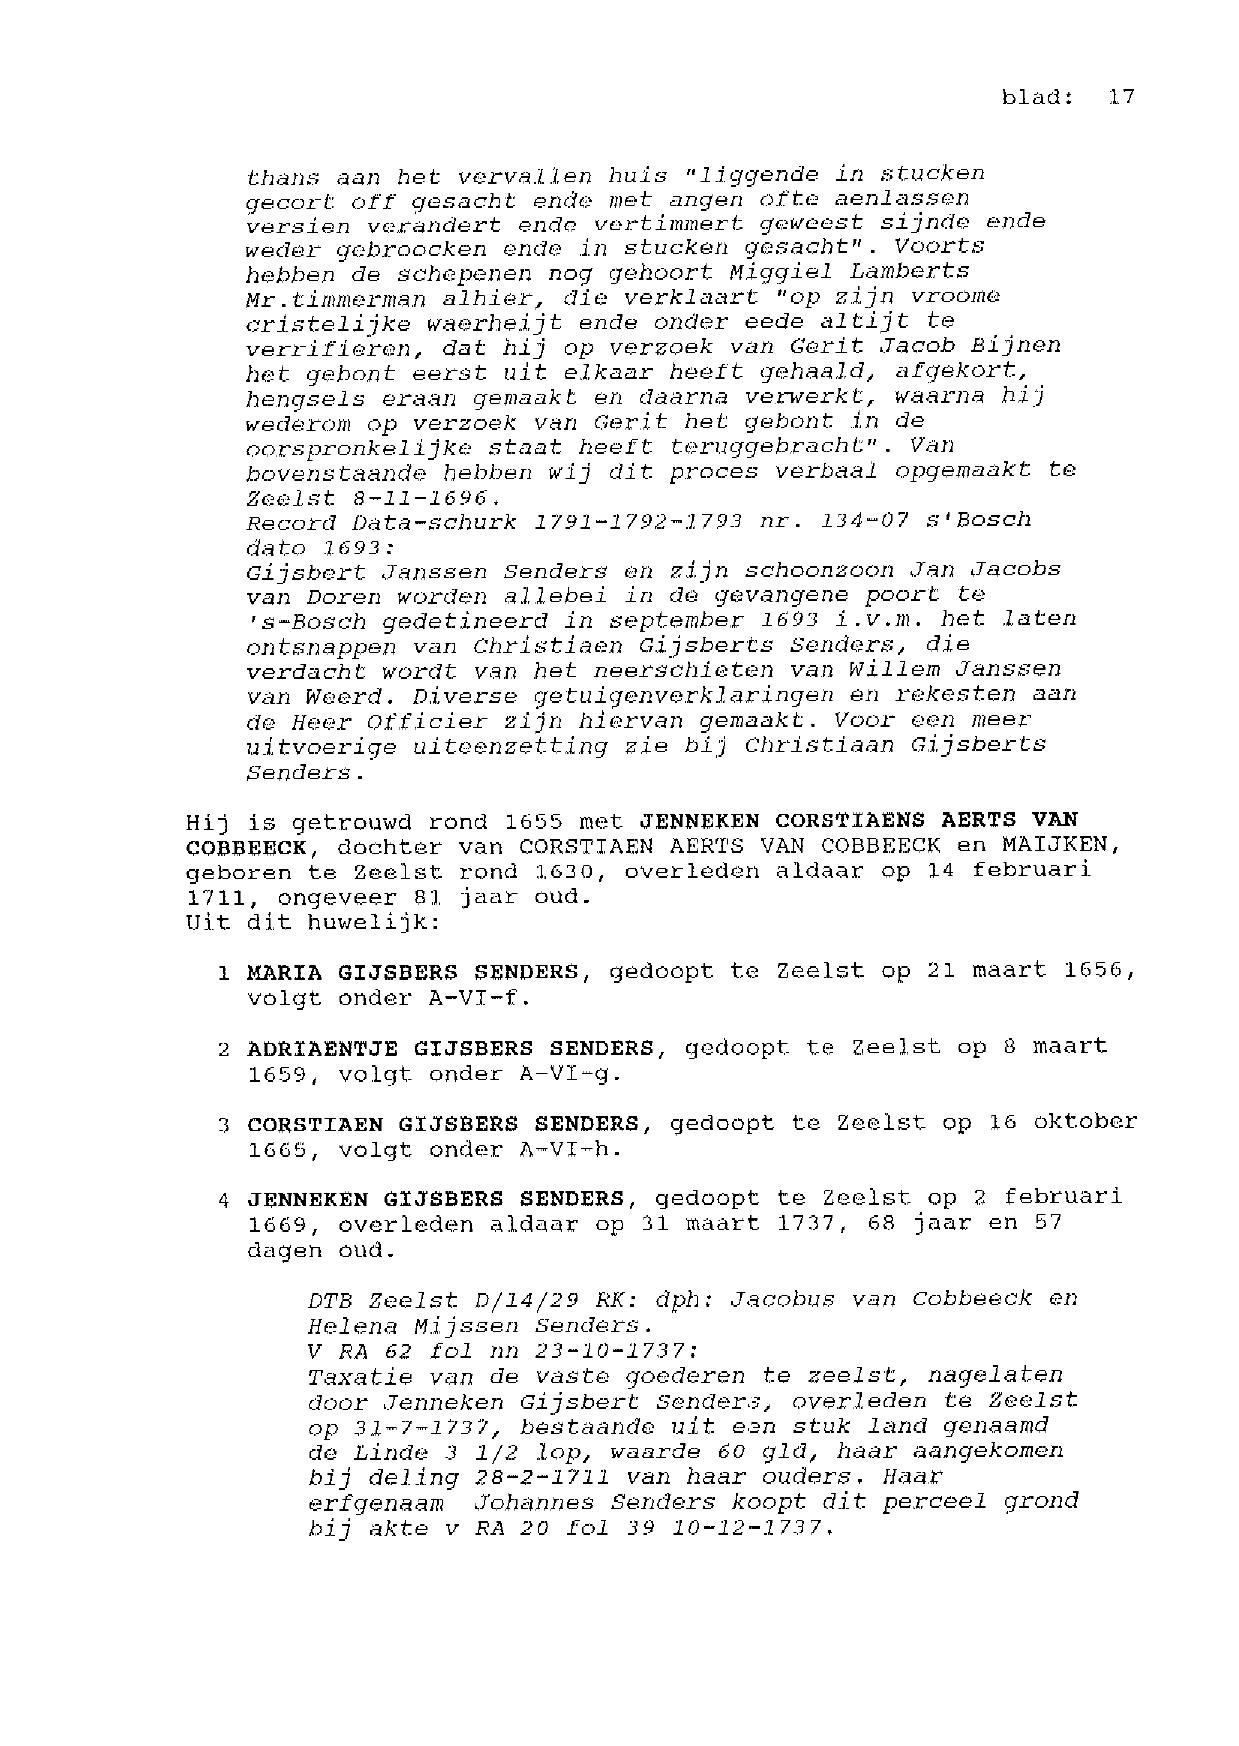 blad: 17
thans aan het vervallen huis "liggende in stucken
gecort off gesacht ende met angen ofte aenlassen
versien verandert ende vertimmert geweest sijnde ende
weder gebroocken ende in stucken gesacht". Voorts
hebben de schepenen nog gehoort Miggiel Lamberts
Mr.timmerman alhier, die verklaart "op zijn vroome
cristelijke waerheijt ende onder eede altijt te
verrifieren, dat hij op verzoek van Gerit Jacob Bijnen
het gebont eerst uit elkaar heeft gehaald, afgekort,
hengsels eraan gemaakt en daarna verwerkt, waarna hij
wederom op verzoek van Gerit het gebont in de
oorspronkelijke staat heeft teruggebracht". Van
bovenstaande hebben wij dit proces verbaal opgemaakt te
Zeelst 8-11-1696.
Record Data-schurk 1791-1792-1793 nr. 134-07 s'Bosch
dato 1693:
Gijsbert Janssen Senders en zijn schoonzoon Jan Jacobs
van Doren worden allebei in de gevangene poort te
's-Bosch gedetineerd in september 1693 i.v.m. het laten
ontsnappen van Christiaen Gijsberts Senders, die
verdacht wordt van het neerschieten van Willem Janssen
van Weerd. Diverse getuigenverklaringen en rekesten aan
de Heer Officier zijn hiervan gemaakt. Voor een meer
uitvoerige uiteenzetting zie bij Christiaan Gijsberts
Senders.
Hij is getrouwd rond 1655 met JENNEKEN CORSTIAENS AERTS VAN
COBBEECK, dochter van CORSTIAEN AERTS VAN COBBEECK en MAIJKEN,
geboren te Zeelst rond 1630, overleden aldaar op 14 februari
1711, ongeveer 81 jaar oud.
Uit dit huwelijk:
1 MARIA GIJSBERS SENDERS, gedoopt te Zeelst op 21 maart 1656,
volgt onder A-VI-f.
2 ADRIAENTJE GIJSBERS SENDERS, gedoopt te Zeelst op 8 maart
1659, volgt onder A-VI-g.
3 CORSTIAEN GIJSBERS SENDERS, gedoopt te Zeelst op 16 oktober
1665, volgt onder A-VI-h.
4 JENNEKEN GIJSBERS SENDERS, gedoopt te Zeelst op 2 februari
1669, overleden aldaar op 31 maart 1737, 68 jaar en 57
dagen oud.
DTB Zeelst D/14/29 RK: dph: Jacobus van Cobbeeck en
Helena Mijssen Senders.
V RA 62 fol nn 23-10-1737:
Taxatie van de vaste goederen te zeelst, nagelaten
door Jenneken Gijsbert Senders, overleden te Zeelst
op 31-7-1737, bestaande uit een stuk land genaamd
de Linde 3 1/2 lop, waarde 60 gld, haar aangekomen
bij deling 28-2-1711 van haar ouders. Haar
erfgenaam Johannes Senders koopt dit perceel grond
bij akte v RA 20 fol 39 10-12-1737.